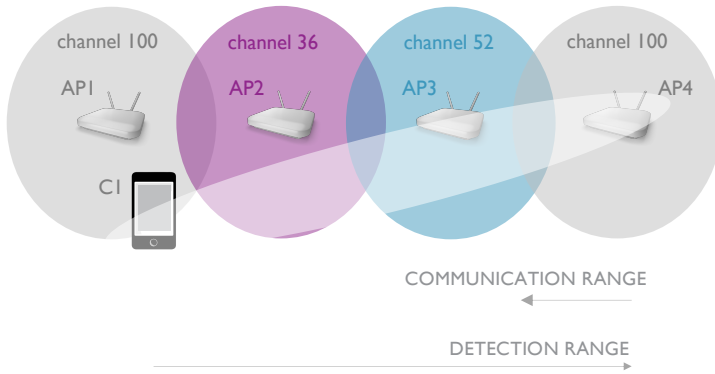 channel 100
channel 36
channel 52
channel 100
AP1
AP2
AP3
AP4
C1
COMMUNICATION RANGE
DETECTION RANGE